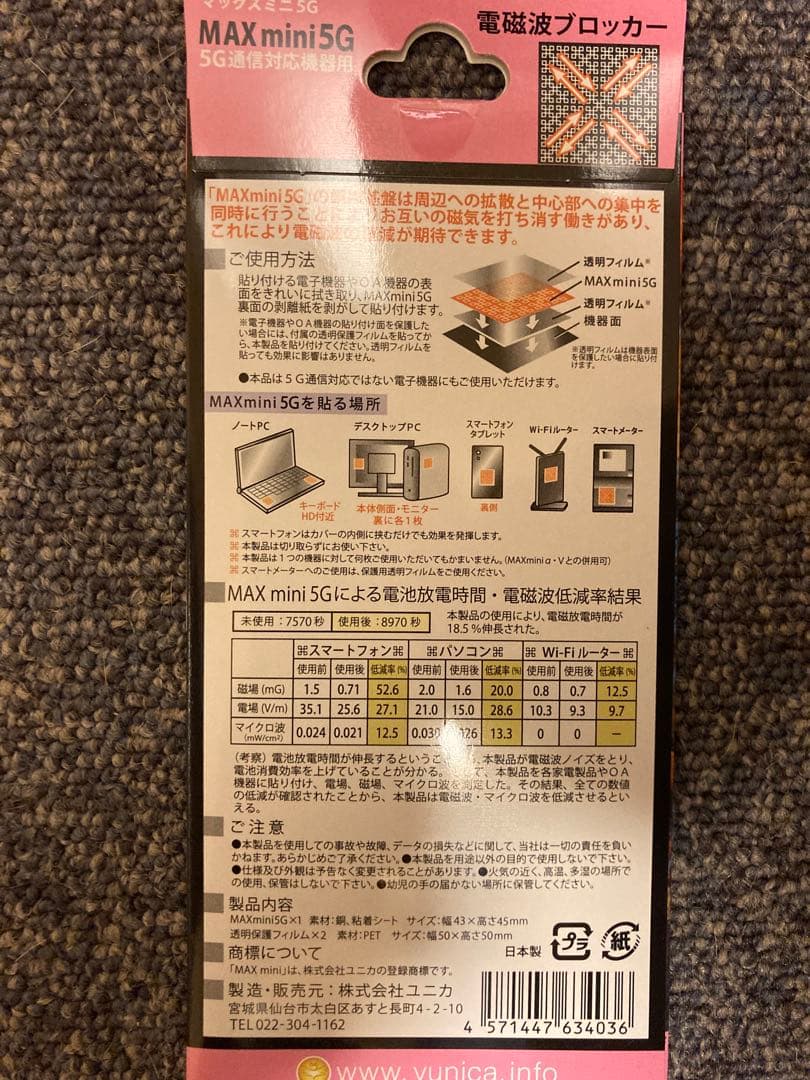 マックスミニ5G
MAX mini 5G
5G通信対応機器用
電磁波ブロッカー
「MAXmini 5G」の 盤は周辺への拡散と中心部への集中を
同時に行うことに お互いの磁気を打ち消す働きがあり、
これにより電磁波の 減が期待できます。
ご使用方法
貼り付ける電子機器やOA機器の表
面をきれいに拭き取り、MAXmini5G
裏面の剥離紙を剥がして貼り付けます。
※電子機器やOA機器の貼り付け面を保護した
い場合には、付属の透明保護フィルムを貼ってか
ら、本製品を貼り付けてください。透明フィルムを
貼っても効果に影響はありません。
透明フィルム※
MAXmini5G
透明フィルム※
機器面
※透明フィルムは機器表面
を保護したい場合に貼り付
けます。
●本品は5G通信対応ではない電子機器にもご使用いただけます。
MAXmini 5Gを貼る場所
ノートPC
デスクトップPC
スマートフォン
タブレット
Wi-Fiルーター
スマートメーター
キーボード
HD付近
本体側面・モニター
裏に各1枚
裏側
⌘ スマートフォンはカバーの内側に挟むだけでも効果を発揮します。
⌘ 本製品は切り取らずにお使い下さい。
⌘ 本製品は1つの機器に対して何枚ご使用いただいてもかまいません。(MAXmini α・Vとの併用可)
⌘ スマートメーターへのご使用は、保護用透明フィルムをご使用ください。
MAX mini 5Gによる電池放電時間・電磁波低減率結果
未使用:7570秒 使用後:8970秒
本製品の使用により、電磁放電時間が
18.5%伸長された。
⌘スマートフォン⌘ ⌘パソコン⌘ ⌘ Wi-Fiルーター ⌘
使用前 使用後 低減率(%) 使用前 使用後 低減率(%) 使用前 使用後 低減率(%)
磁場(mG) 1.5 0.71 52.6 2.0 1.6 20.0 0.8 0.7 12.5
電場(V/m) 35.1 25.6 27.1 21.0 15.0 28.6 10.3 9.3 9.7
マイクロ波(mW/cm²) 0.024 0.021 12.5 0.030 026 13.3 0 0 −
(考察)電池放電時間が伸長するというこ 、本製品が電磁波ノイズをとり、
電池消費効率を上げていることが分かる。 て、本製品を各家電製品やOA
機器に貼り付け、電場、磁場、マイクロ波を測定した。その結果、全ての数値
の低減が確認されたことから、本製品は電磁波・マイクロを低減させるとい
える。
ご注意
●本製品を使用しての事故や故障、データの損失などに関して、当社は一切の責任を負い
かねます。あらかじめご了承ください。●本製品を用途以外の目的で使用しないで下さい。
●仕様及び外観は予告なく変更されることがあります。●火気の近く、高温、多湿の場所で
の使用、保管はしないで下さい。●幼児の手の届かない場所に保管してください。
製品内容
MAXmini5G×1 素材:銅、粘着シート サイズ:幅43×高さ45mm
透明保護フィルム×2 素材:PET サイズ:幅50×高さ50mm
日本製
プラ
紙
商標について
「MAX mini」は、株式会社ユニカの登録商標です。
製造・販売元:株式会社ユニカ
宮城県仙台市太白区あすと長町4-2-10
TEL 022-304-1162
4 571447 634036
www.yunica.info